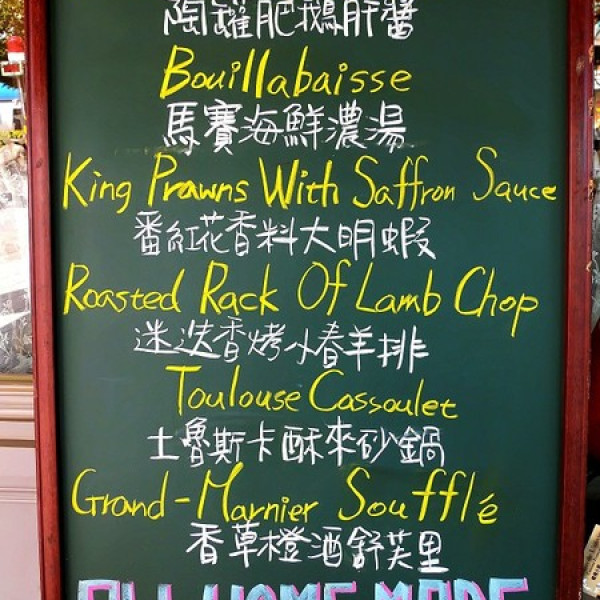 陶罐肥鵝肝醬
Bouillabaisse
馬賽海鮮濃湯
King Prawns With Saffron Sauce
番紅花香料大明蝦
Roasted Rack Of Lamb Chop
迷迭香烤小春羊排
Toulouse Cassoulet
土魯斯卡酥來砂鍋
Grand-Marnier Soufflé
香草橙酒舒芙里
ALL HOME MADE